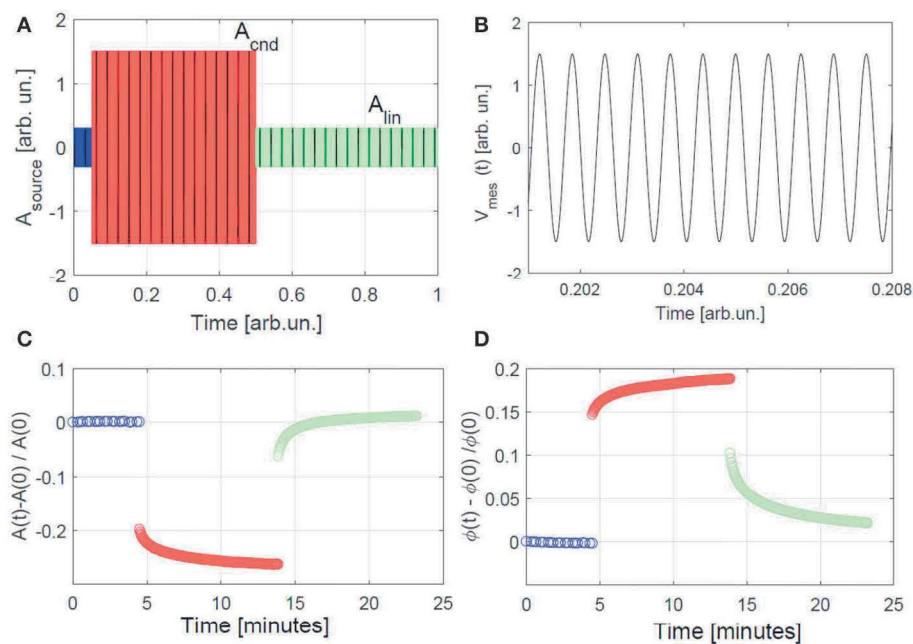 A
A_source [arb. un.]
2
1
0
-1
-2
A_cnd
A_lin
0 0.2 0.4 0.6 0.8 1
Time [arb.un.]
B
V_mes (t) [arb. un.]
2
1
0
-1
-2
0.202 0.204 0.206 0.208
Time [arb.un.]
C
A(t)-A(0) / A(0)
0.1
0
-0.1
-0.2
0 5 10 15 20 25
Time [minutes]
D
ϕ(t) - ϕ(0) /ϕ(0)
0.2
0.15
0.1
0.05
0
0 5 10 15 20 25
Time [minutes]